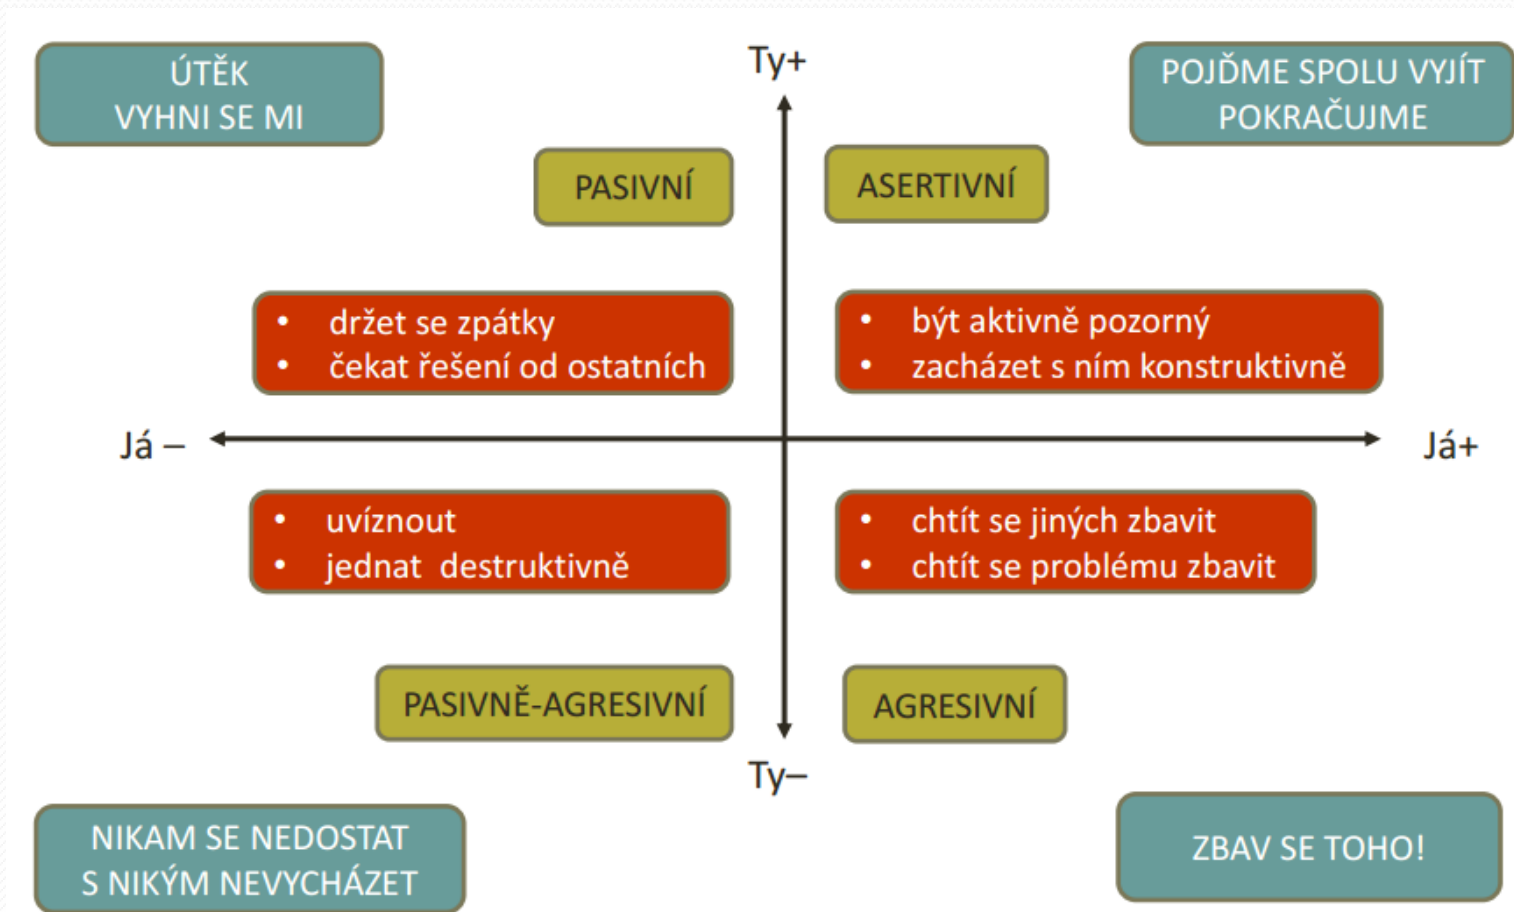 Ty+
ÚTĚK
VYHNI SE MI
POJĎME SPOLU VYJÍT
POKRAČUJME
PASIVNÍ
ASERTIVNÍ
• držet se zpátky
• čekat řešení od ostatních
• být aktivně pozorný
• zacházet s ním konstruktivně
Já –
Já+
• uvíznout
• jednat destruktivně
• chtít se jiných zbavit
• chtít se problému zbavit
PASIVNĚ-AGRESIVNÍ
AGRESIVNÍ
Ty–
NIKAM SE NEDOSTAT
S NIKÝM NEVYCHÁZET
ZBAV SE TOHO!